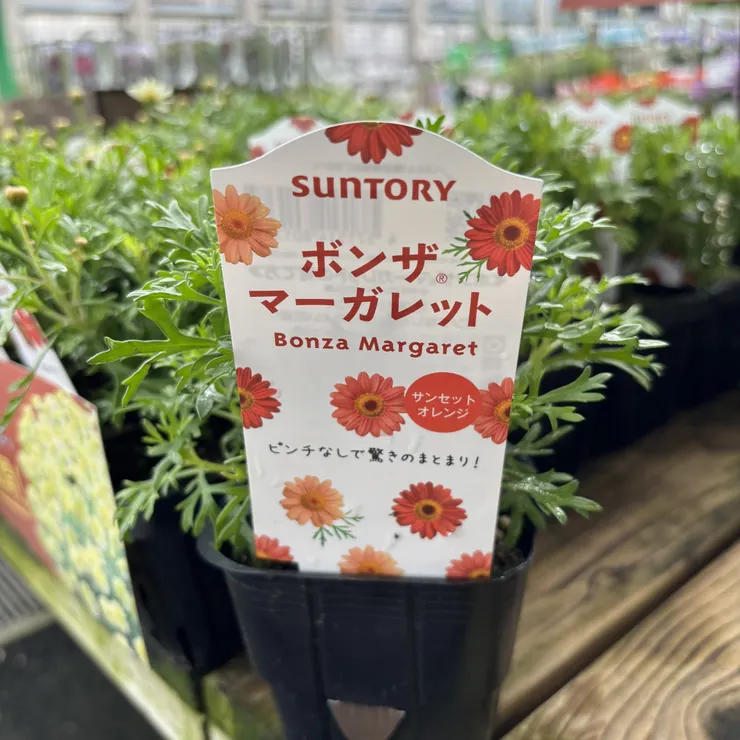 SUNTORY
ボンザ®
マーガレット
Bonza Margaret
サンセット
オレンジ
ピンチなしで驚きのまとまり!